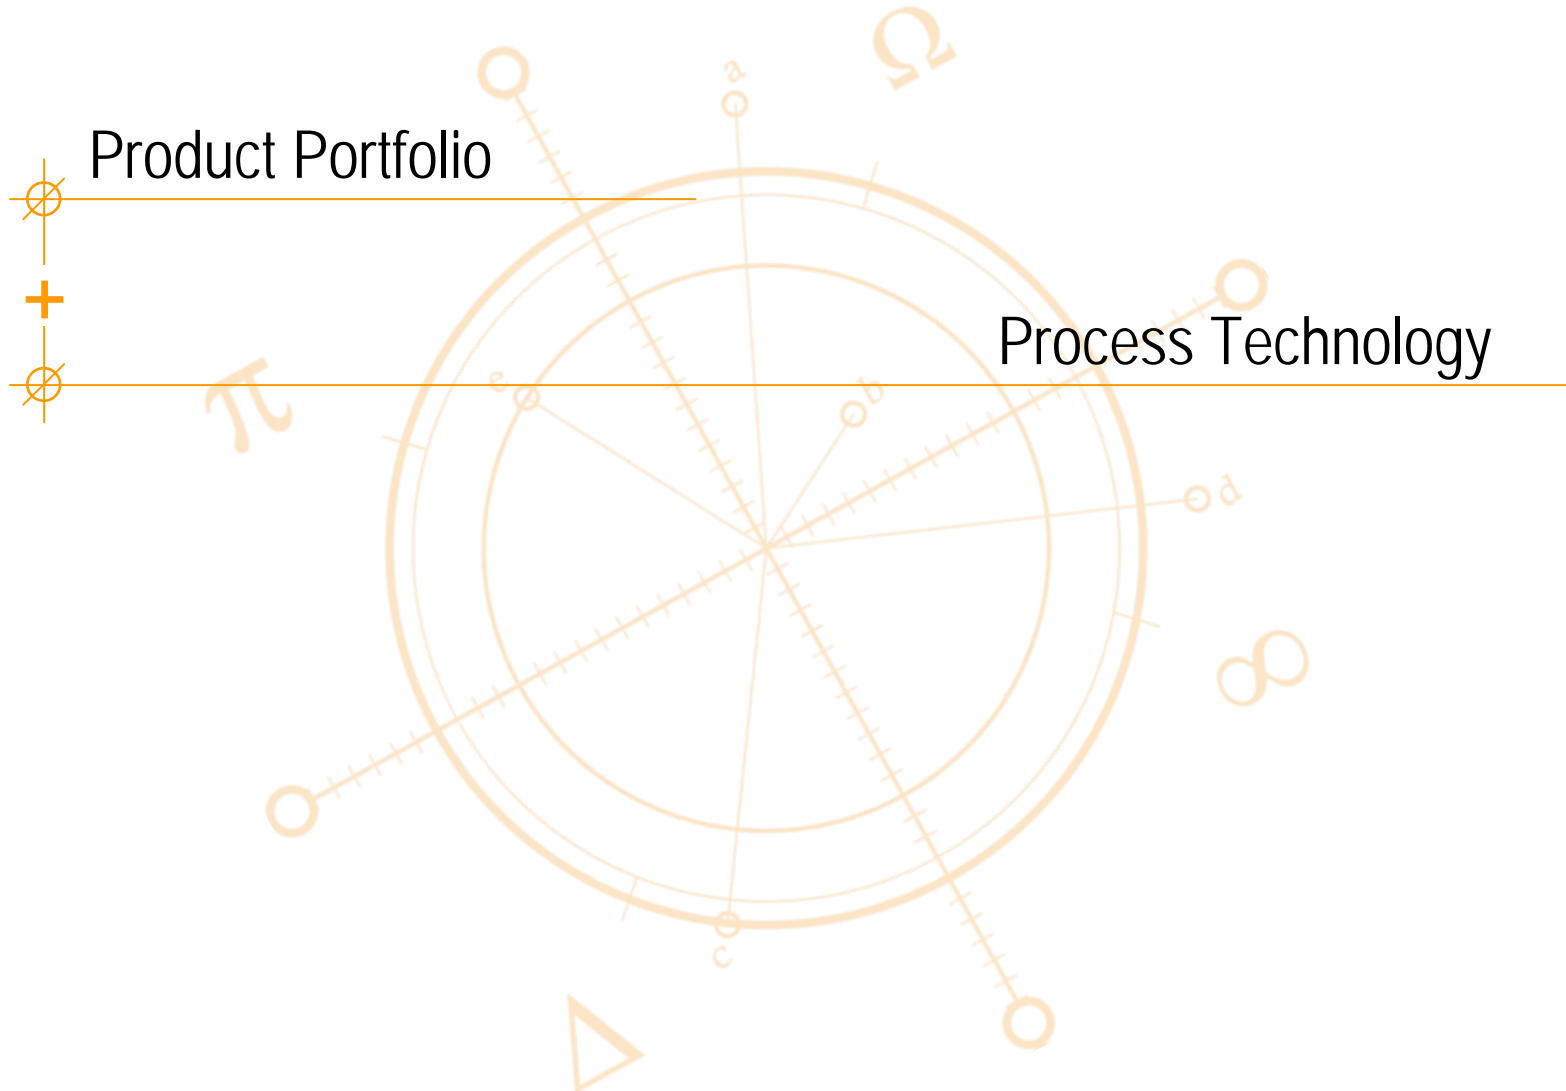 Ω
a
Product Portfolio
+
Process Technology
π
e
b
d
∞
c
Δ